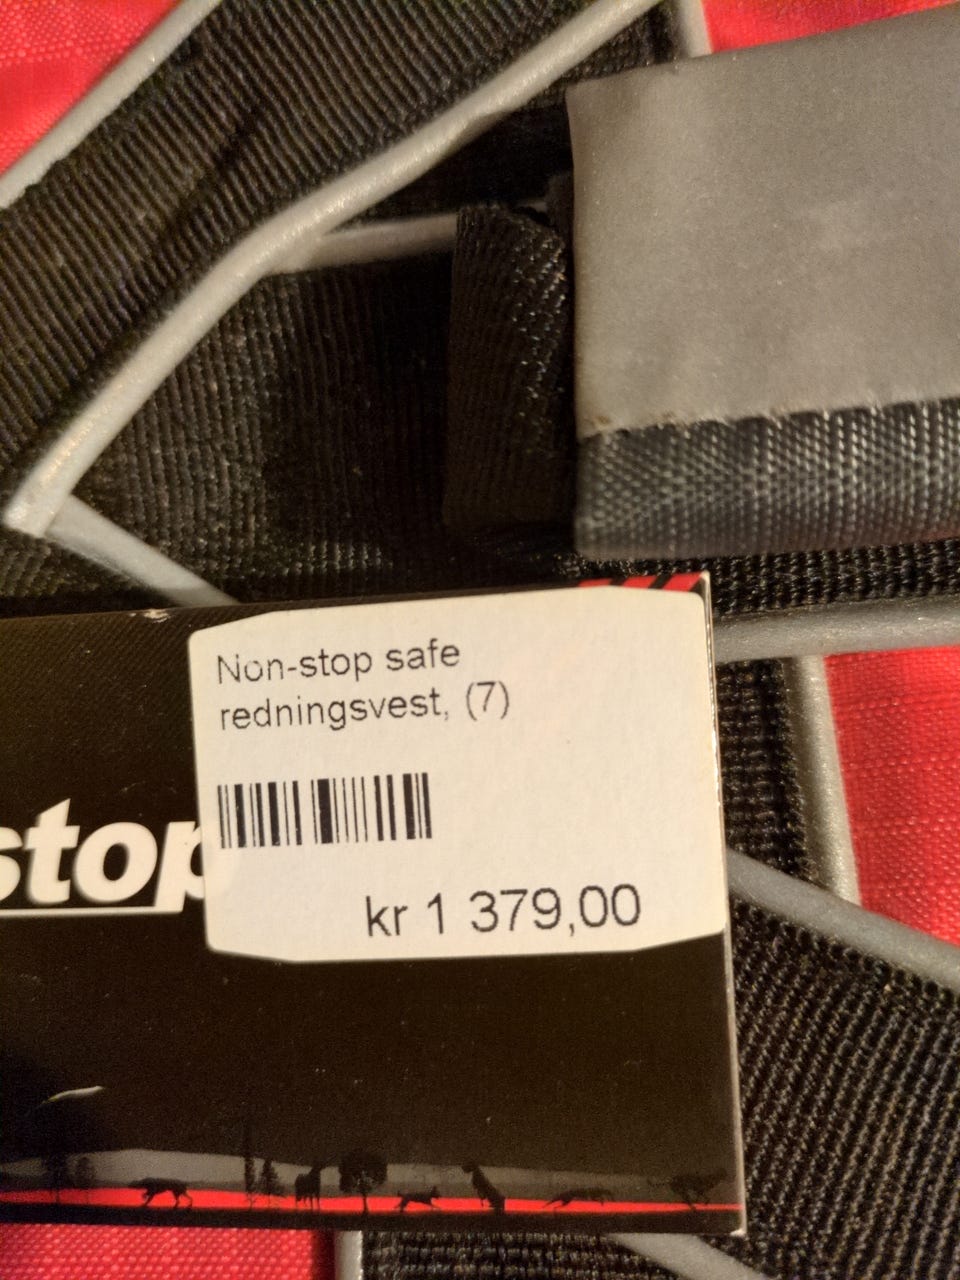 Non-stop safe
redningsvest, (7)
stop
kr 1 379,00